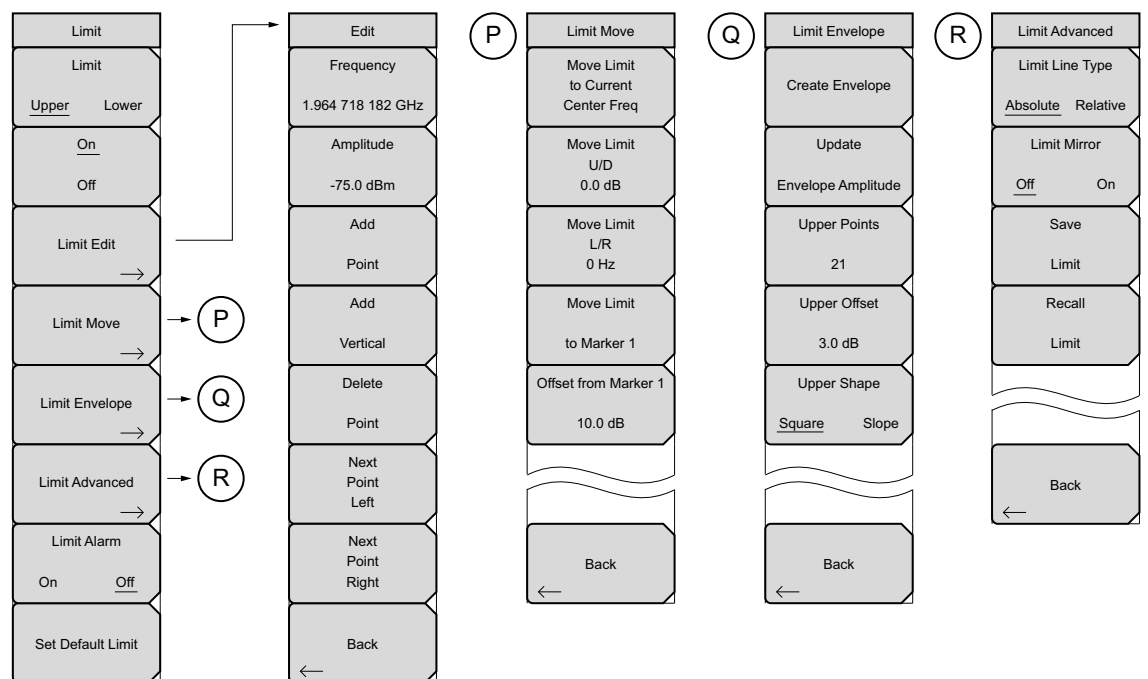 Limit
Limit
Upper Lower
On
Off
Limit Edit
Limit Move
Limit Envelope
Limit Advanced
Limit Alarm
On Off
Set Default Limit
Edit
Frequency
1.964 718 182 GHz
Amplitude
-75.0 dBm
Add
Point
Add
Vertical
Delete
Point
Next
Point
Left
Next
Point
Right
Back
P
Q
R
P
Limit Move
Move Limit
to Current
Center Freq
Move Limit
U/D
0.0 dB
Move Limit
L/R
0 Hz
Move Limit
to Marker 1
Offset from Marker 1
10.0 dB
Back
Q
Limit Envelope
Create Envelope
Update
Envelope Amplitude
Upper Points
21
Upper Offset
3.0 dB
Upper Shape
Square Slope
Back
R
Limit Advanced
Limit Line Type
Absolute Relative
Limit Mirror
Off On
Save
Limit
Recall
Limit
Back